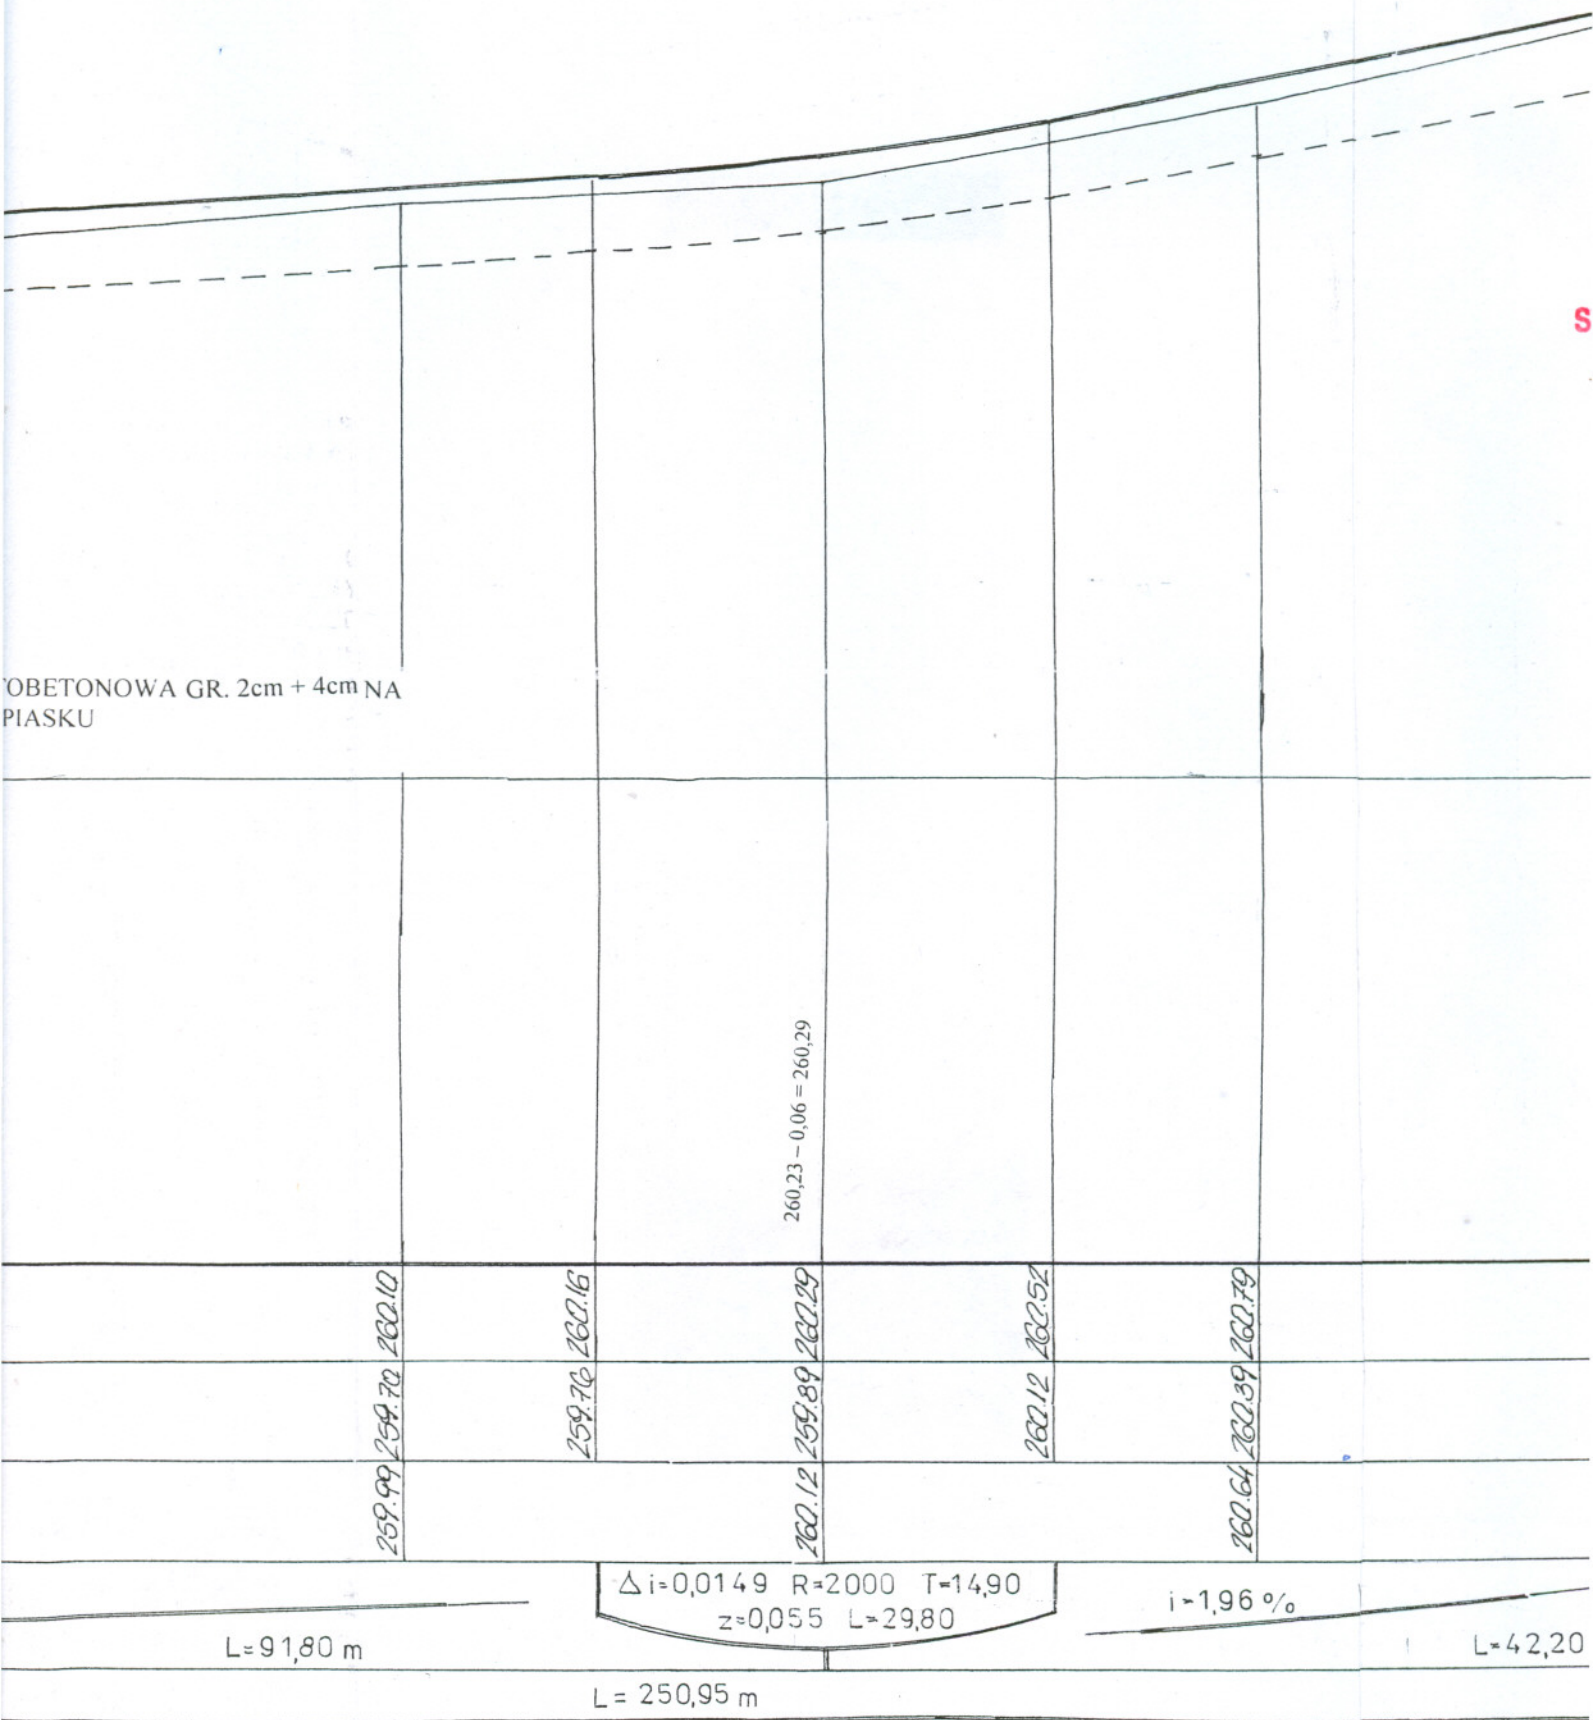 S
TOBETONOWA GR. 2cm + 4cm NA
PIASKU
260,23 – 0,06 = 260,29
260.10 260.16 260.29 260.52 260.79
259.70 259.76 259.89 260.12 260.39
259.99 260.12 260.64
Δ i=0,0149 R=2000 T=14,90
z=0,055 L=29,80
i=1,96 %
L=91,80 m
L=42,20
L= 250,95 m